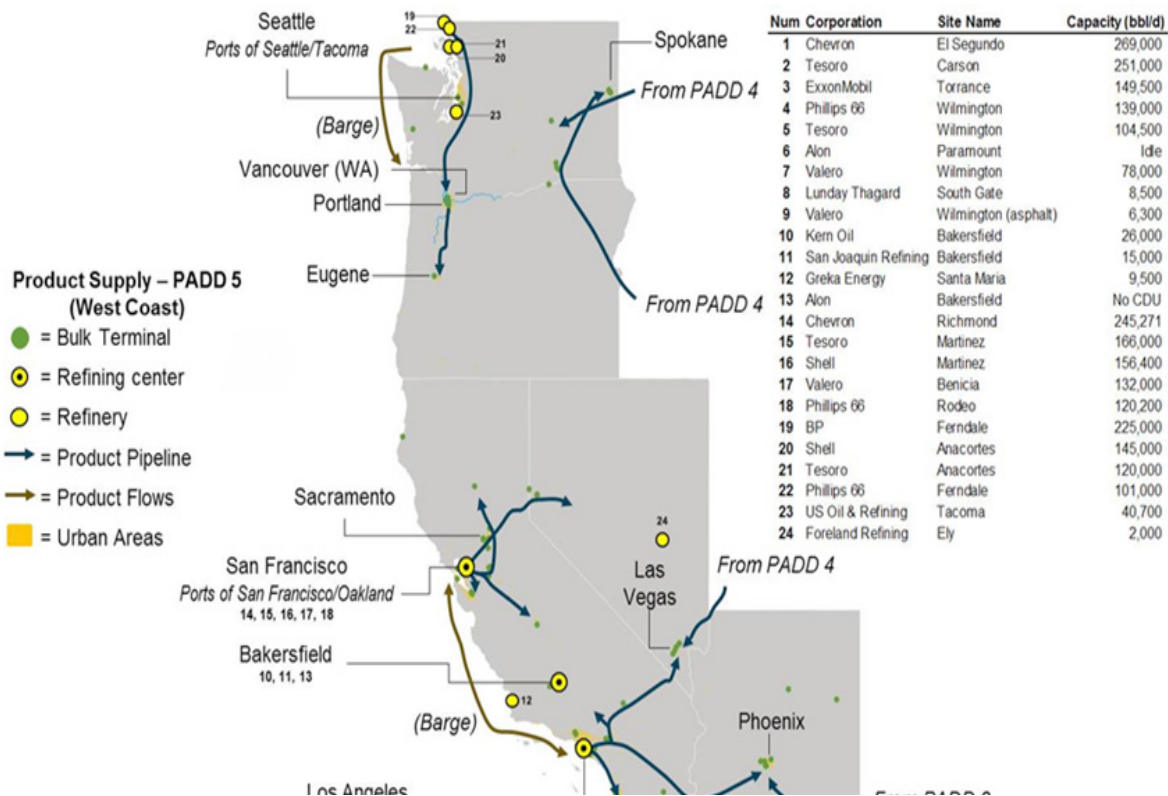 Seattle
Ports of Seattle/Tacoma
19
22
21
20
23
(Barge)
Spokane
From PADD 4
Vancouver (WA)
Portland
Eugene
From PADD 4
Product Supply – PADD 5
(West Coast)
= Bulk Terminal
= Refining center
= Refinery
= Product Pipeline
= Product Flows
= Urban Areas
Num Corporation Site Name Capacity (bbl/d)
1 Chevron El Segundo 269,000
2 Tesoro Carson 251,000
3 ExxonMobil Torrance 149,500
4 Phillips 66 Wilmington 139,000
5 Tesoro Wilmington 104,500
6 Alon Paramount Idle
7 Valero Wilmington 78,000
8 Lunday Thagard South Gate 8,500
9 Valero Wilmington (asphalt) 6,300
10 Kern Oil Bakersfield 26,000
11 San Joaquin Refining Bakersfield 15,000
12 Greka Energy Santa Maria 9,500
13 Alon Bakersfield No CDU
14 Chevron Richmond 245,271
15 Tesoro Martinez 166,000
16 Shell Martinez 156,400
17 Valero Benicia 132,000
18 Phillips 66 Rodeo 120,200
19 BP Ferndale 225,000
20 Shell Anacortes 145,000
21 Tesoro Anacortes 120,000
22 Phillips 66 Ferndale 101,000
23 US Oil & Refining Tacoma 40,700
24 Foreland Refining Ely 2,000
Sacramento
24
San Francisco
Ports of San Francisco/Oakland
14, 15, 16, 17, 18
Las
Vegas
From PADD 4
Bakersfield
10, 11, 13
12
(Barge)
Phoenix
Los Angeles
From PADD